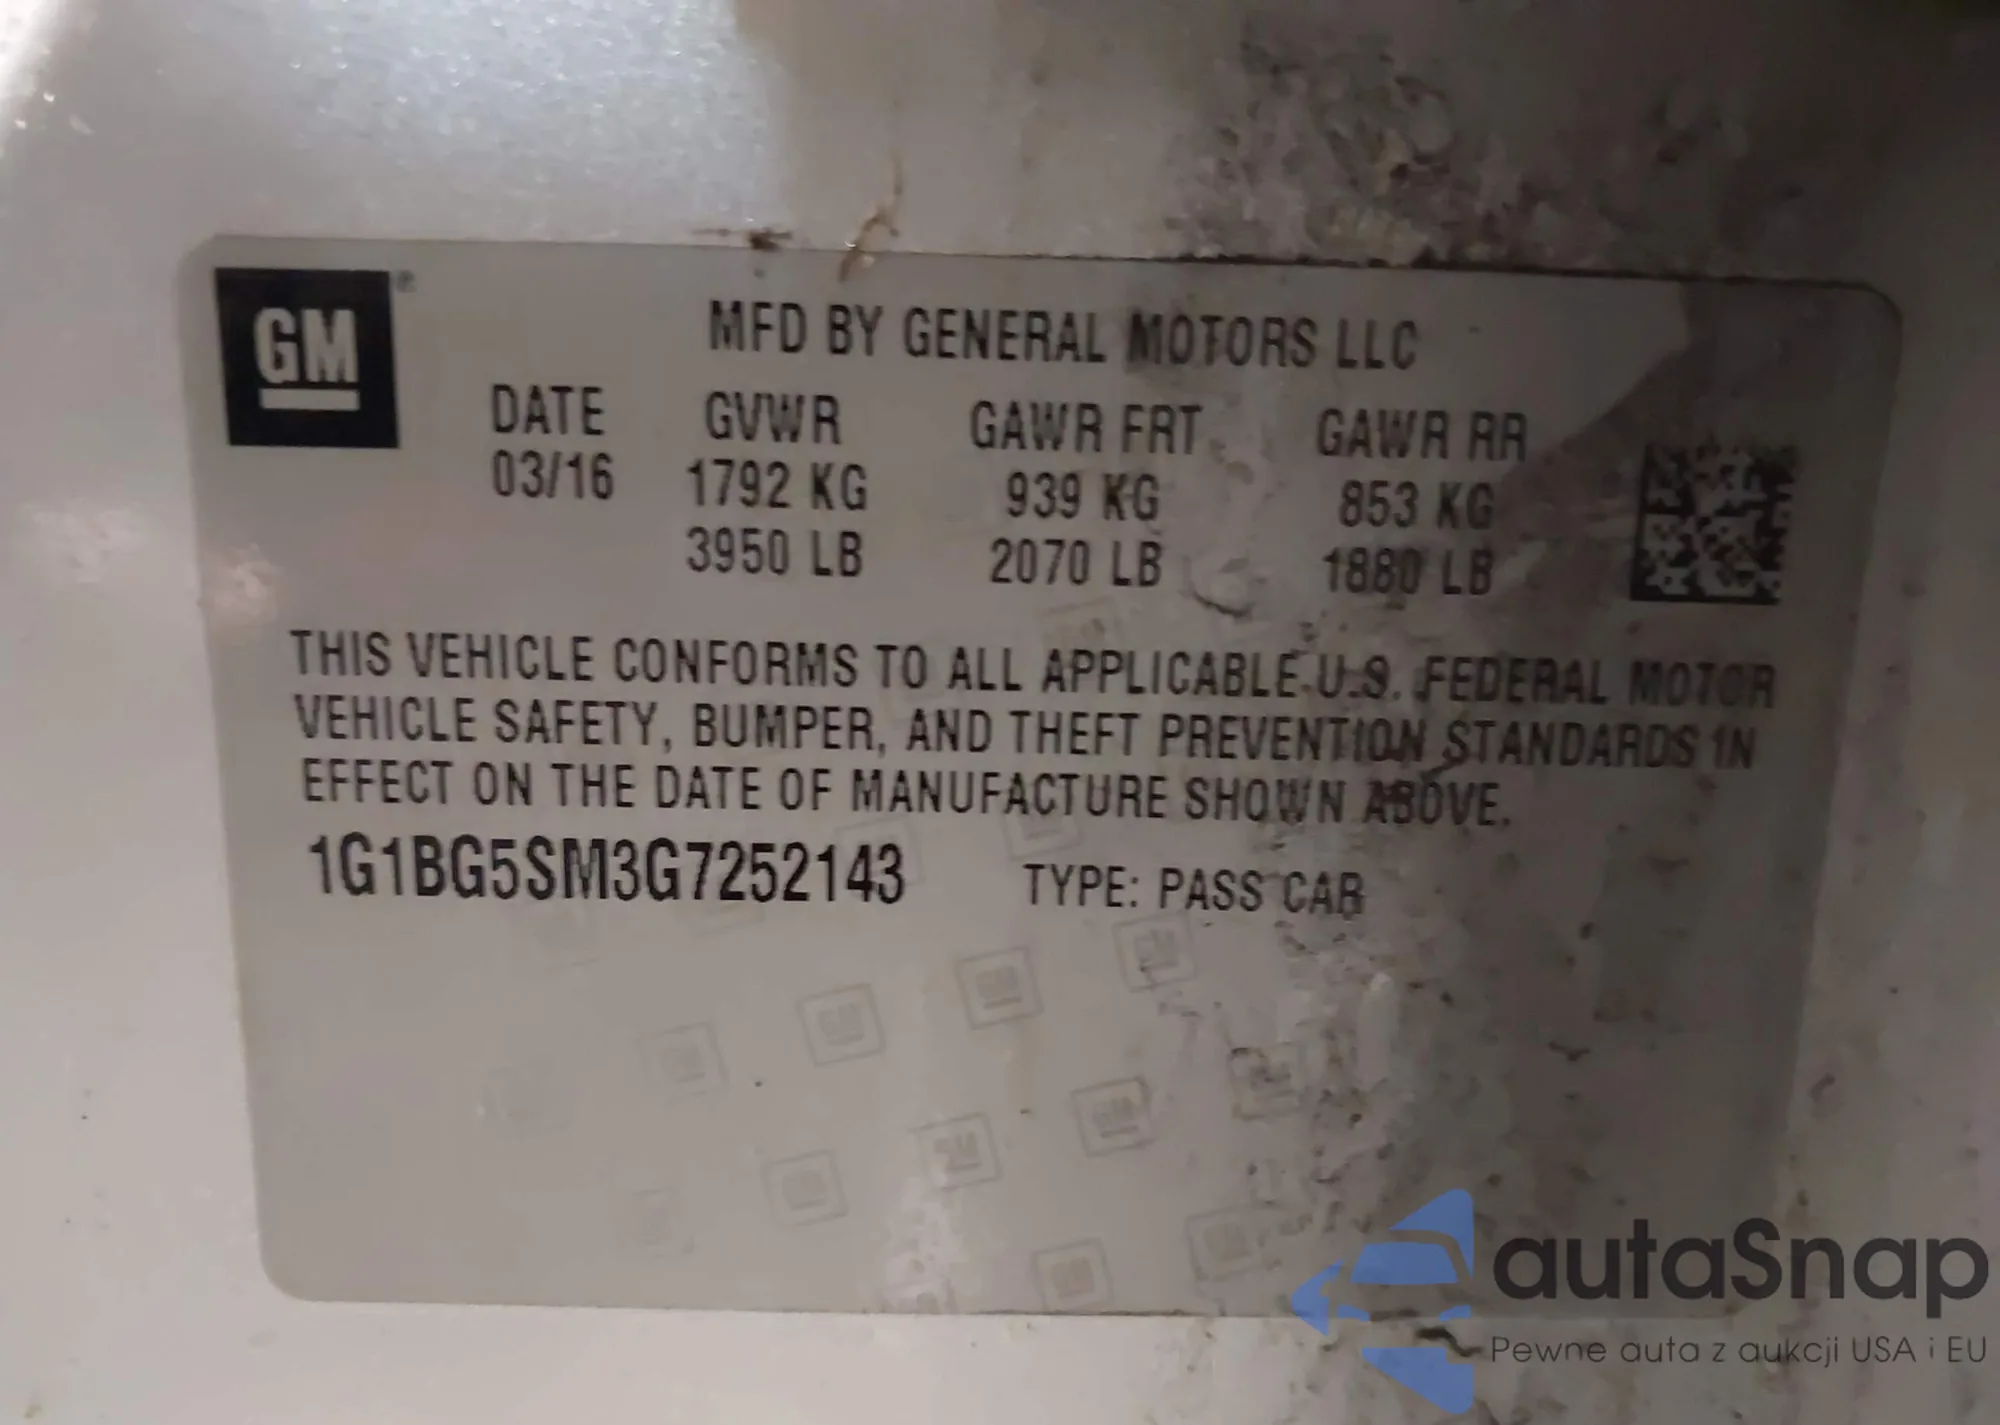 GM®
MFD BY GENERAL MOTORS LLC
DATE GVWR GAWR FRT GAWR RR
03/16 1792 KG 939 KG 853 KG
3950 LB 2070 LB 1880 LB
THIS VEHICLE CONFORMS TO ALL APPLICABLE U.S. FEDERAL MOTOR
VEHICLE SAFETY, BUMPER, AND THEFT PREVENTION STANDARDS IN
EFFECT ON THE DATE OF MANUFACTURE SHOWN ABOVE.
1G1BG5SM3G7252143 TYPE: PASS CAR
autaSnap
Pewne auta z aukcji USA i EU